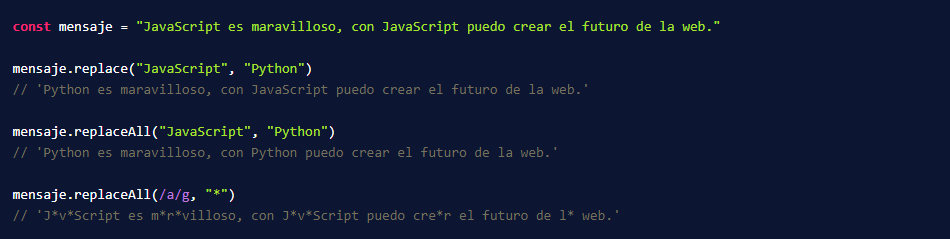 const mensaje = "JavaScript es maravilloso, con JavaScript puedo crear el futuro de la web."
mensaje.replace("JavaScript", "Python")
// 'Python es maravilloso, con JavaScript puedo crear el futuro de la web.'
mensaje.replaceAll("JavaScript", "Python")
// 'Python es maravilloso, con Python puedo crear el futuro de la web.'
mensaje.replaceAll(/a/g, "*")
// 'J*v*Script es m*r*villoso, con J*v*Script puedo cre*r el futuro de l* web.'